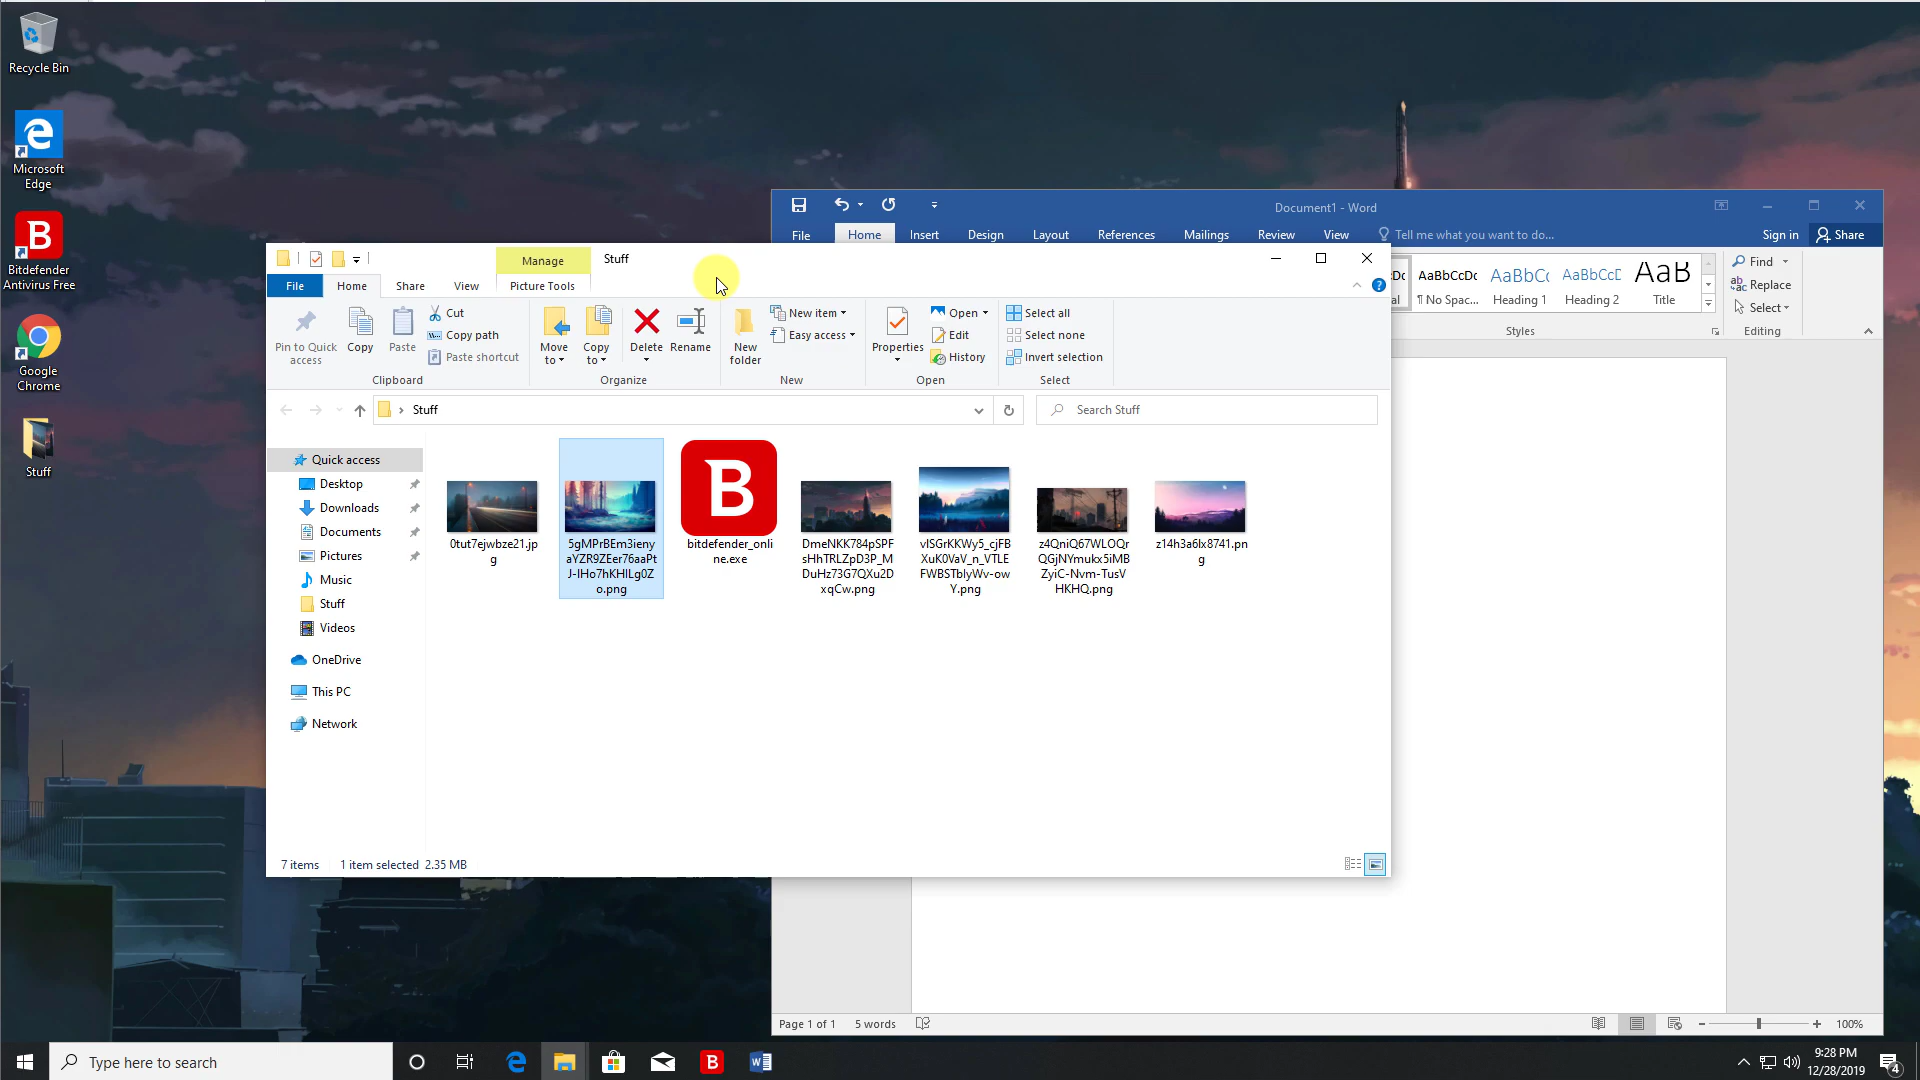 Recycle Bin
Microsoft
Edge
Bitdefender
Antivirus Free
Google
Chrome
Stuff
Document1 - Word
File
Home
Insert
Design
Layout
References
Mailings
Review
View
Tell me what you want to do...
Sign in
Share
AaBbCcDc
¶ No Spac...
AaBbCc
Heading 1
AaBbCcD
Heading 2
AaB
Title
Styles
Find
Replace
Select
Editing
Manage
Stuff
File
Home
Share
View
Picture Tools
Pin to Quick
access
Copy
Paste
Cut
Copy path
Paste shortcut
Clipboard
Move
to
Copy
to
Delete
Rename
Organize
New
folder
New item
Easy access
New
Properties
Open
Edit
History
Open
Select all
Select none
Invert selection
Select
Stuff
Search Stuff
Quick access
Desktop
Downloads
Documents
Pictures
Music
Stuff
Videos
OneDrive
This PC
Network
0tut7ejwbze21.jp
g
5gMPrBEm3ieny
aYZR9ZEer76aaPt
J-IHo7hKHILg0Z
o.png
B
bitdefender_onli
ne.exe
DmeNKK784pSPF
sHhTRLZpD3P_M
DuHz73G7QXu2D
xqCw.png
vISGrKKWy5_cjFB
XuK0VaV_n_VTLE
FWBSTblyWv-ow
Y.png
z4QniQ67WLOQr
QGjNYmukx5iMB
ZyiC-Nvm-TusV
HKHQ.png
z14h3a6lx8741.pn
g
7 items
1 item selected 2.35 MB
Page 1 of 1
5 words
100%
Type here to search
9:28 PM
12/28/2019
4